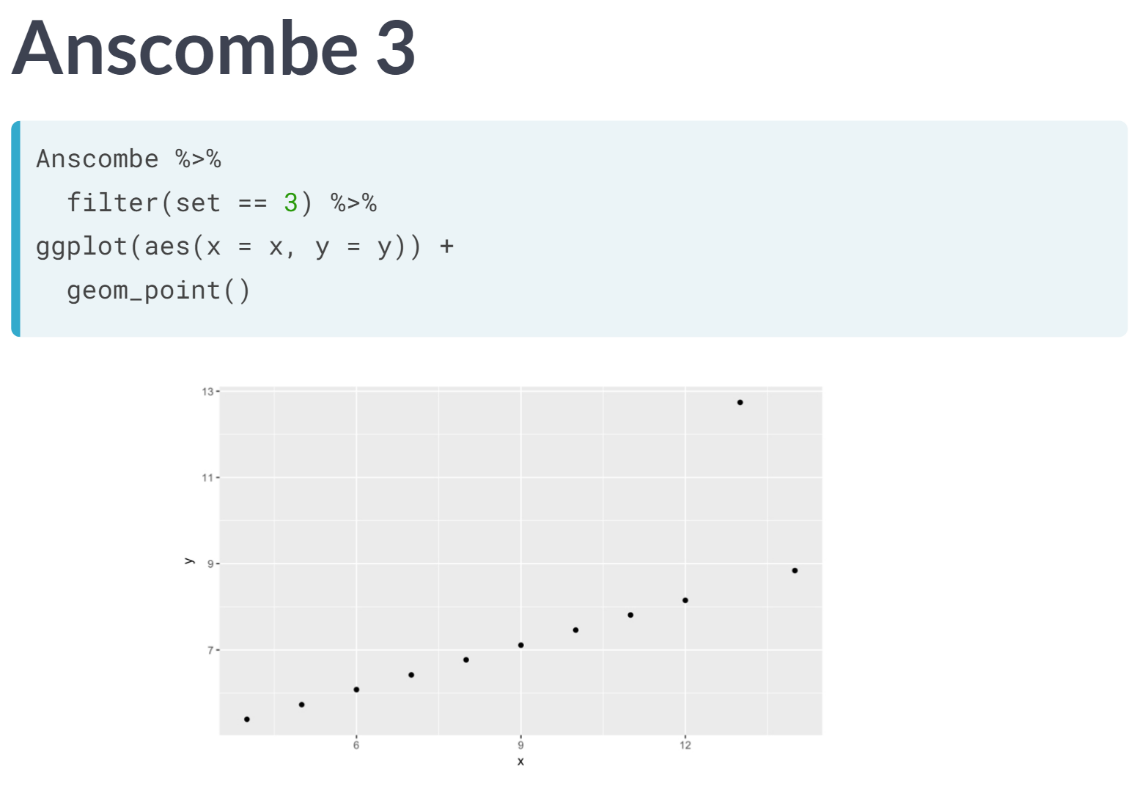 Anscombe 3
Anscombe %>%
  filter(set == 3) %>%
ggplot(aes(x = x, y = y)) +
  geom_point()
13
11
y
9
7
6 9 12
x